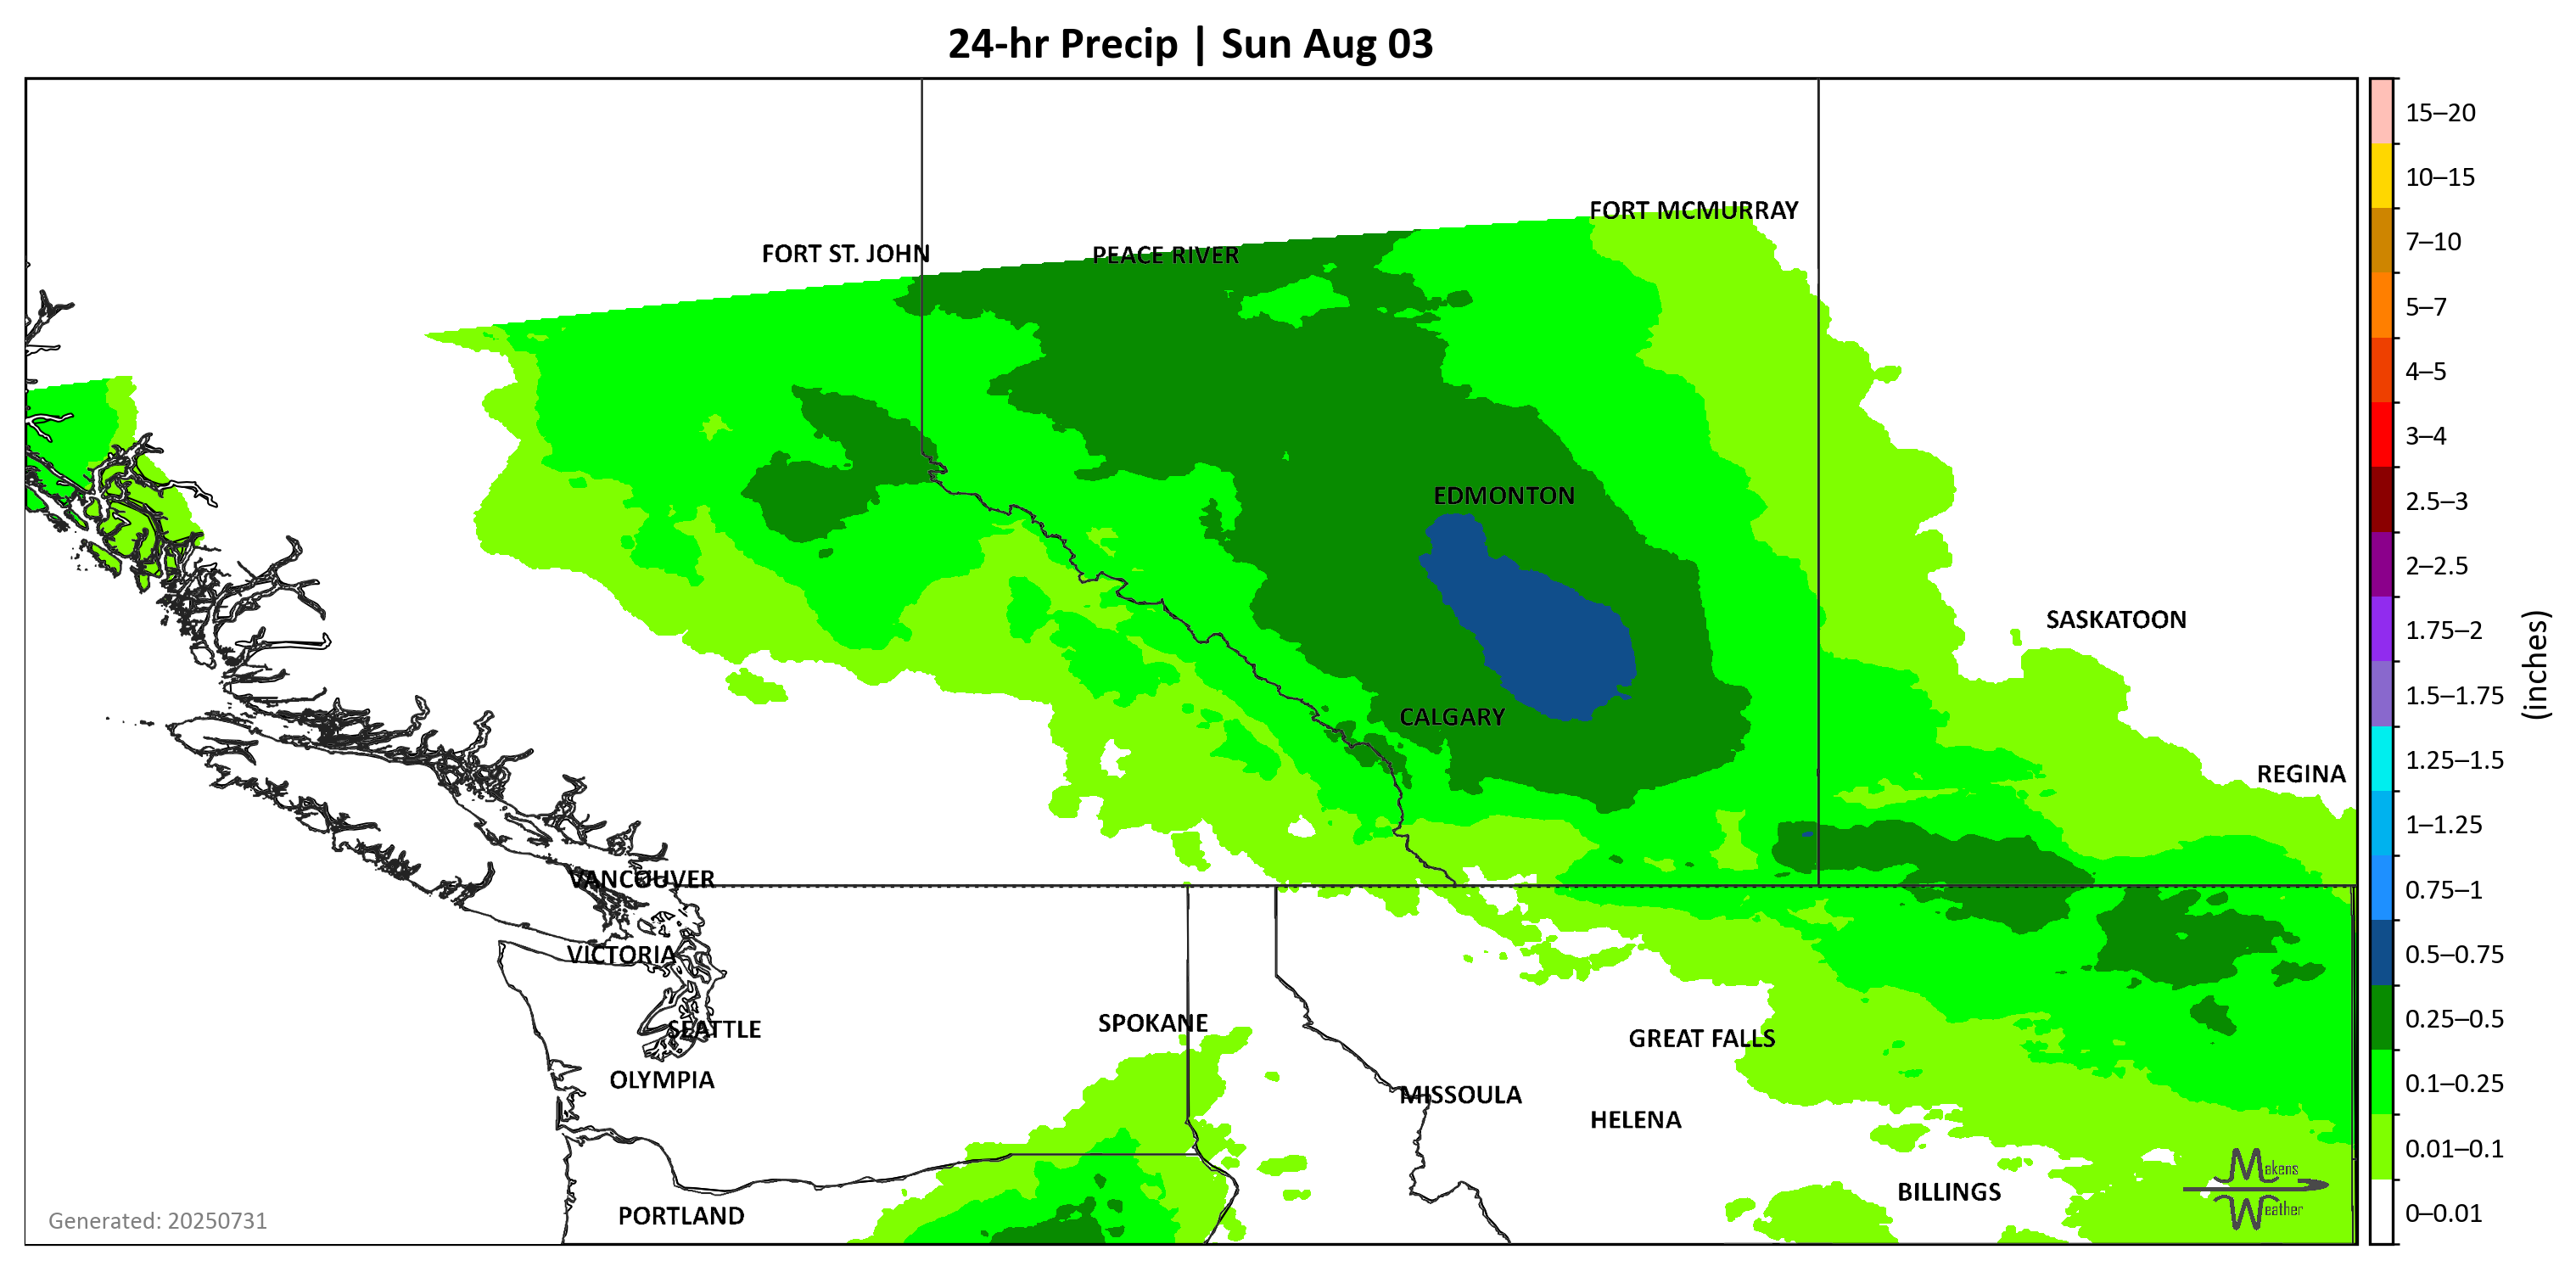 24-hr Precip | Sun Aug 03
FORT MCMURRAY
FORT ST. JOHN
PEACE RIVER
EDMONTON
SASKATOON
CALGARY
REGINA
VANCOUVER
VICTORIA
SPOKANE
SEATTLE
GREAT FALLS
OLYMPIA
MISSOULA
HELENA
BILLINGS
PORTLAND
Makens
Weather
Generated: 20250731
15–20
10–15
7–10
5–7
4–5
3–4
2.5–3
2–2.5
1.75–2
1.5–1.75
1.25–1.5
1–1.25
0.75–1
0.5–0.75
0.25–0.5
0.1–0.25
0.01–0.1
0–0.01
(inches)